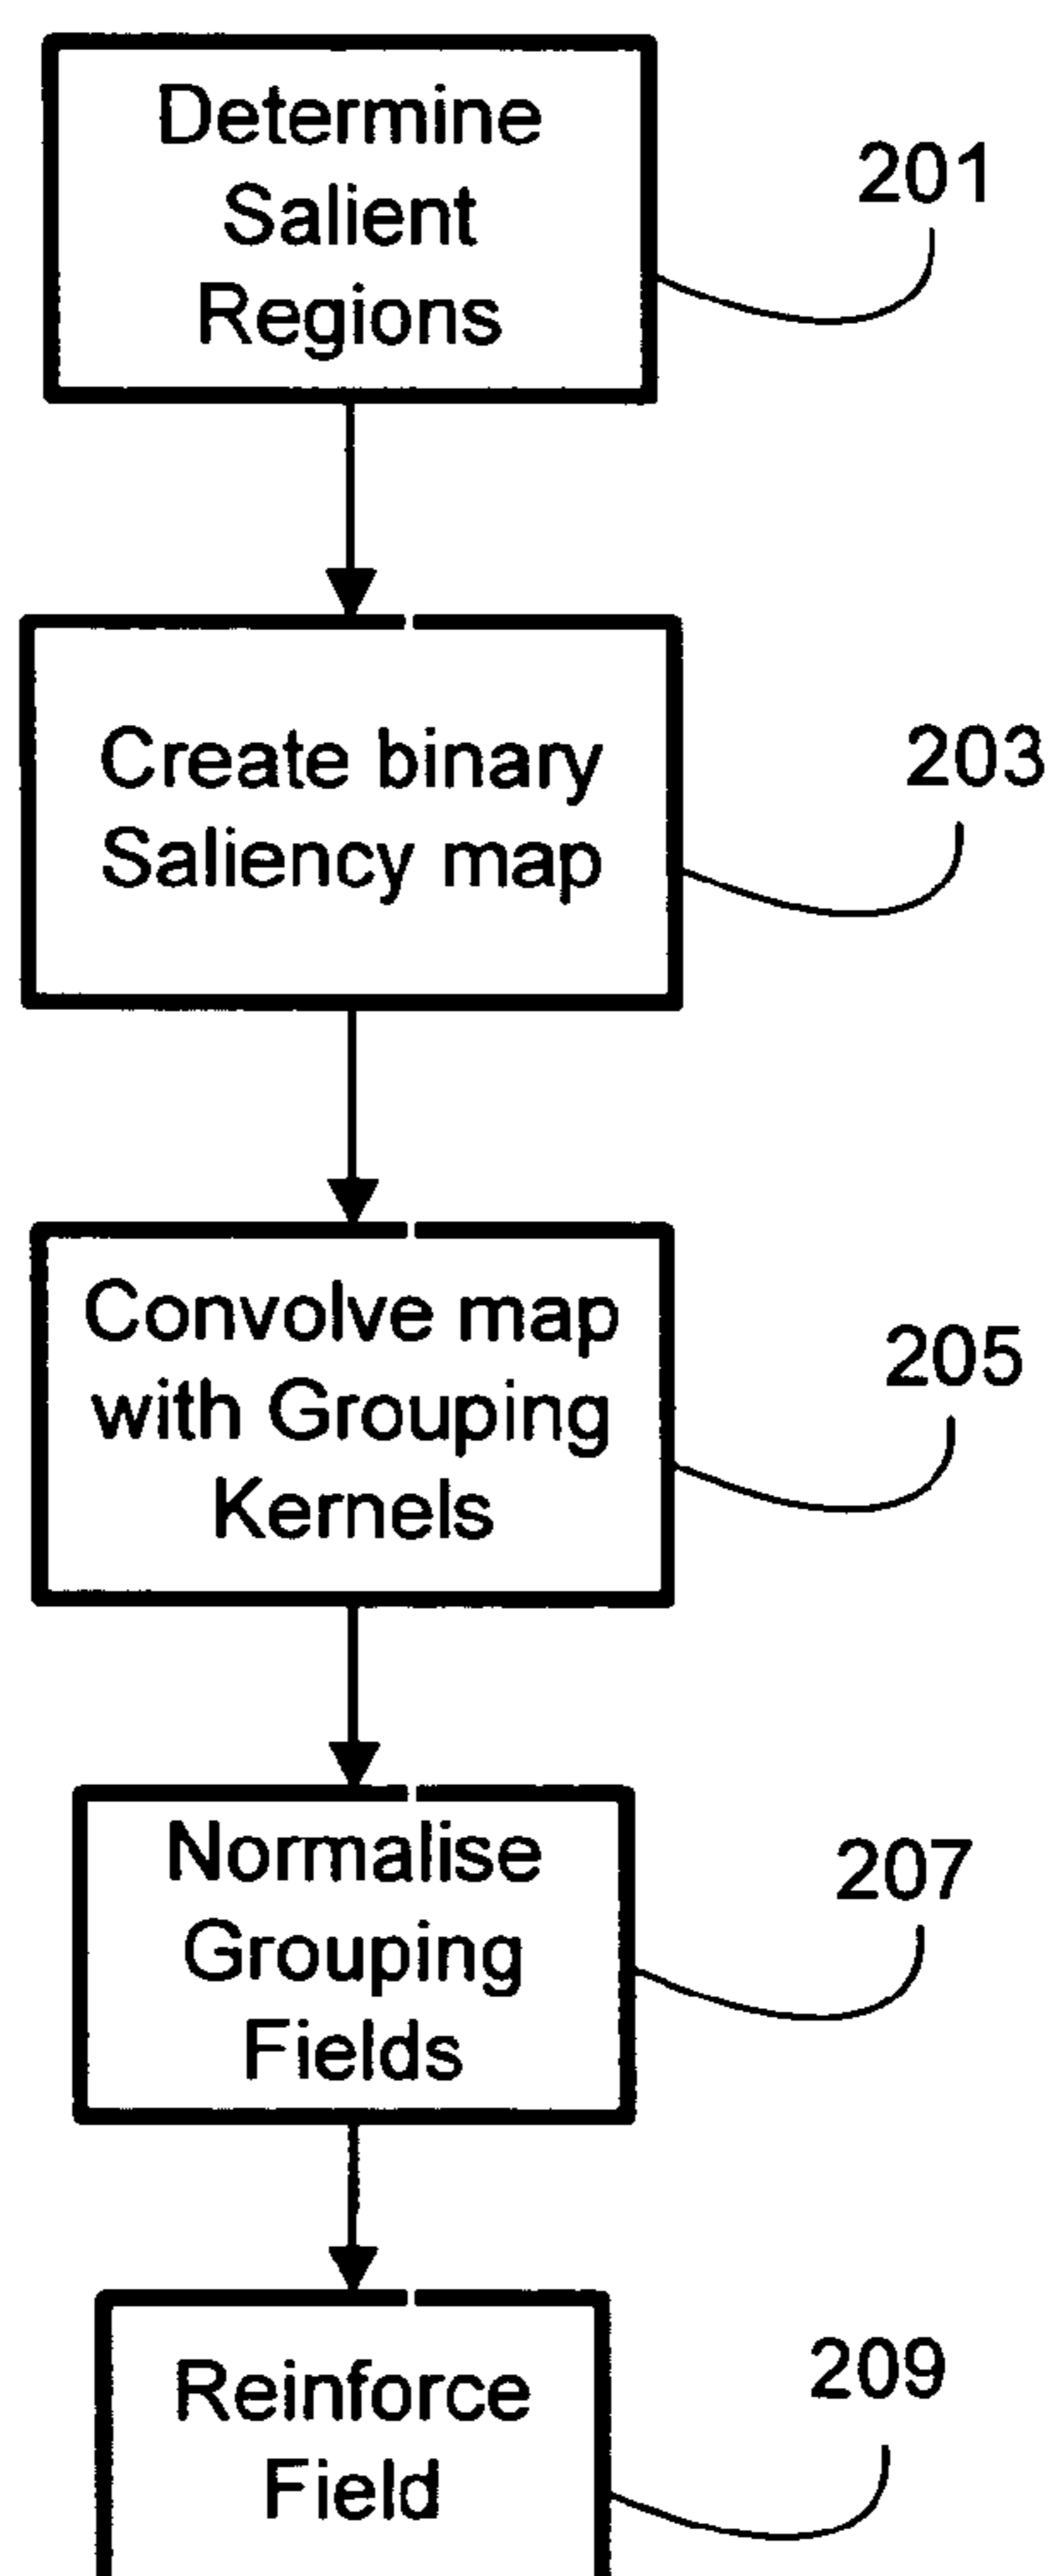 Determine
Salient
Regions
201
Create binary
Saliency map
203
Convolve map
with Grouping
Kernels
205
Normalise
Grouping
Fields
207
Reinforce
Field
209